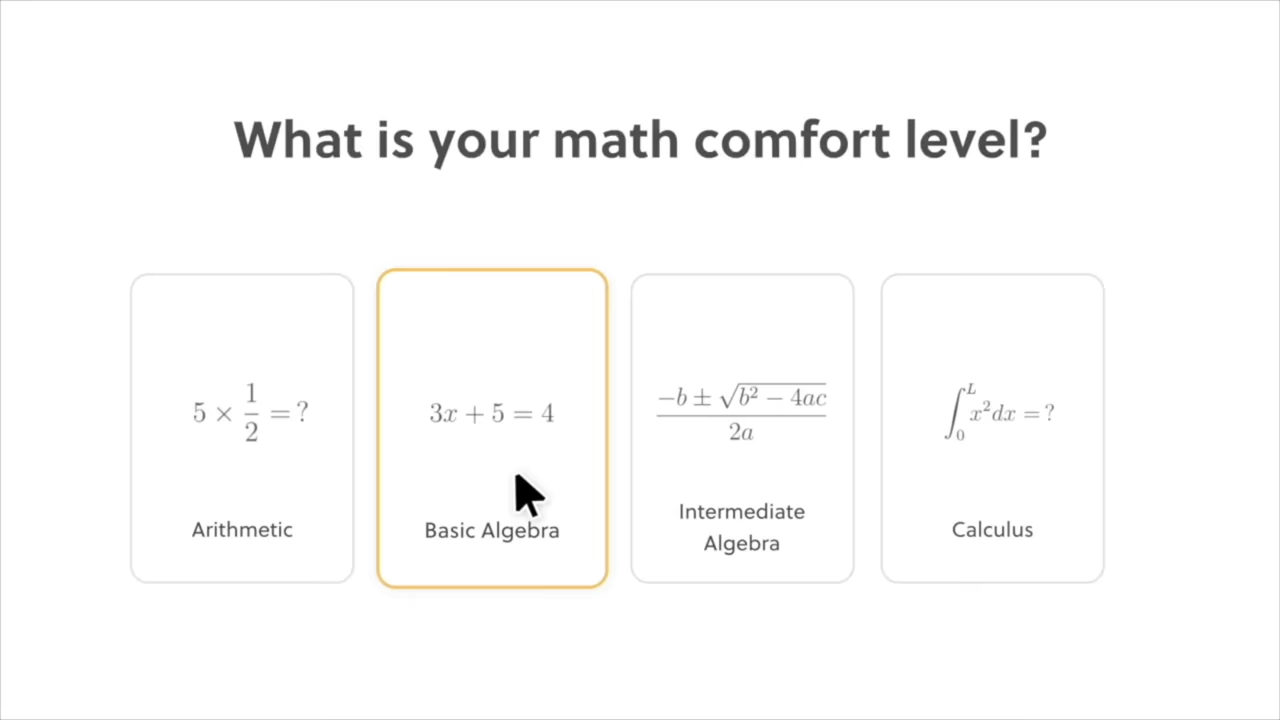 What is your math comfort level?
5 × 1/2 = ?
Arithmetic
3x + 5 = 4
Basic Algebra
−b ± √(b² − 4ac)
2a
Intermediate
Algebra
∫₀ᴸ x²dx = ?
Calculus